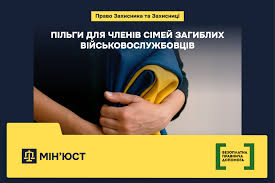 Право Захисника та Захисниці
ПІЛЬГИ ДЛЯ ЧЛЕНІВ СІМЕЙ ЗАГИБЛИХ
ВІЙСЬКОВОСЛУЖБОВЦІВ
МІН'ЮСТ
БЕЗОПЛАТНА
ПРАВНИЧА
ДОПОМОГА